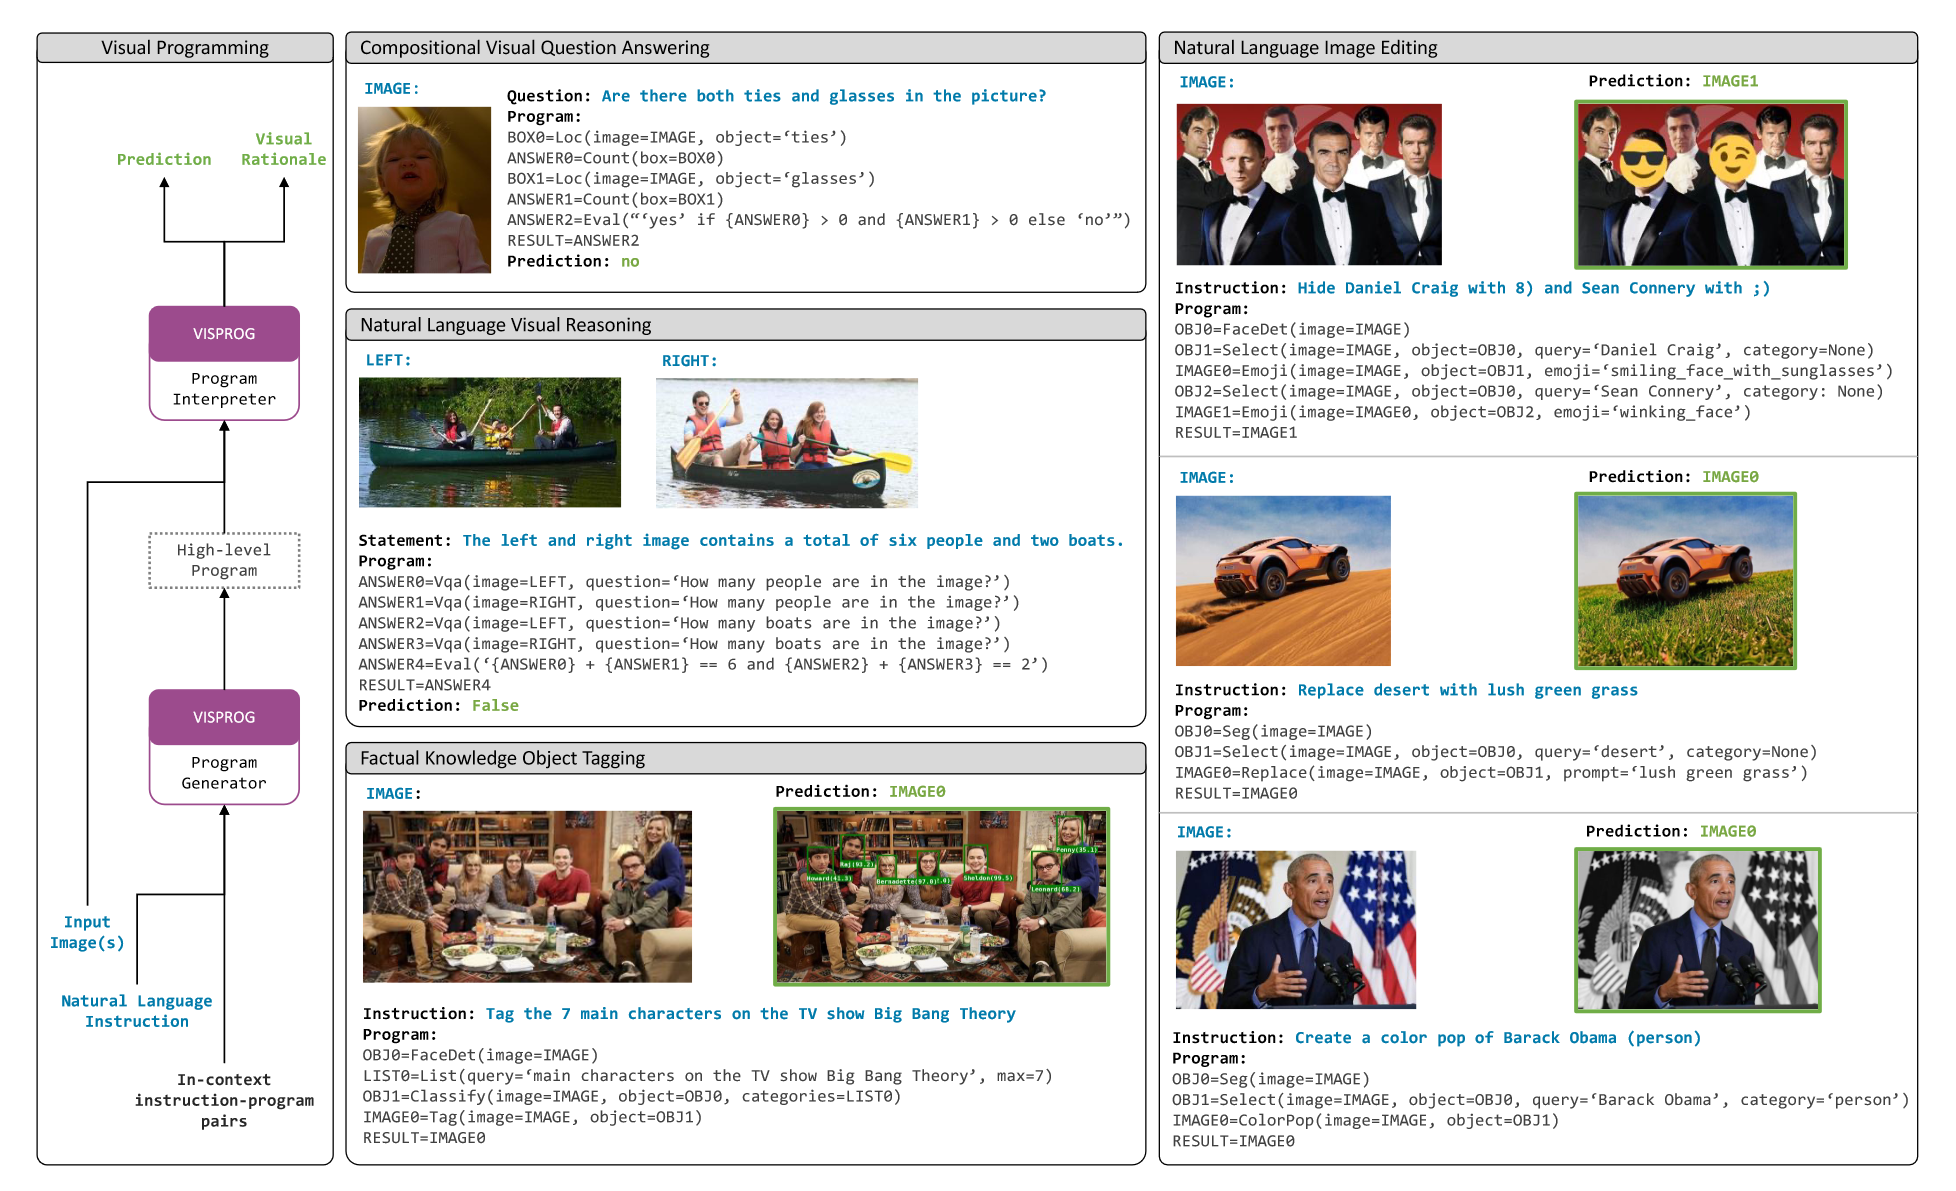 Visual Programming
Prediction
Visual
Rationale
VISPROG
Program
Interpreter
High-level
Program
VISPROG
Program
Generator
Input
Image(s)
Natural Language
Instruction
In-context
instruction-program
pairs
Compositional Visual Question Answering
IMAGE:
Question: Are there both ties and glasses in the picture?
Program:
BOX0=Loc(image=IMAGE, object=‘ties’)
ANSWER0=Count(box=BOX0)
BOX1=Loc(image=IMAGE, object=‘glasses’)
ANSWER1=Count(box=BOX1)
ANSWER2=Eval(“‘yes’ if {ANSWER0} > 0 and {ANSWER1} > 0 else ‘no’”)
RESULT=ANSWER2
Prediction: no
Natural Language Visual Reasoning
LEFT:
RIGHT:
Statement: The left and right image contains a total of six people and two boats.
Program:
ANSWER0=Vqa(image=LEFT, question=‘How many people are in the image?’)
ANSWER1=Vqa(image=RIGHT, question=‘How many people are in the image?’)
ANSWER2=Vqa(image=LEFT, question=‘How many boats are in the image?’)
ANSWER3=Vqa(image=RIGHT, question=‘How many boats are in the image?’)
ANSWER4=Eval(‘{ANSWER0} + {ANSWER1} == 6 and {ANSWER2} + {ANSWER3} == 2’)
RESULT=ANSWER4
Prediction: False
Factual Knowledge Object Tagging
IMAGE:
Prediction: IMAGE0
Penny(35.1)
Raj(93.2)
Howard(41.3)
Bernadette(97.0)
Sheldon(99.5)
Leonard(68.2)
Instruction: Tag the 7 main characters on the TV show Big Bang Theory
Program:
OBJ0=FaceDet(image=IMAGE)
LIST0=List(query=‘main characters on the TV show Big Bang Theory’, max=7)
OBJ1=Classify(image=IMAGE, object=OBJ0, categories=LIST0)
IMAGE0=Tag(image=IMAGE, object=OBJ1)
RESULT=IMAGE0
Natural Language Image Editing
IMAGE:
Prediction: IMAGE1
Instruction: Hide Daniel Craig with 8) and Sean Connery with ;)
Program:
OBJ0=FaceDet(image=IMAGE)
OBJ1=Select(image=IMAGE, object=OBJ0, query=‘Daniel Craig’, category=None)
IMAGE0=Emoji(image=IMAGE, object=OBJ1, emoji=‘smiling_face_with_sunglasses’)
OBJ2=Select(image=IMAGE, object=OBJ0, query=‘Sean Connery’, category: None)
IMAGE1=Emoji(image=IMAGE0, object=OBJ2, emoji=‘winking_face’)
RESULT=IMAGE1
IMAGE:
Prediction: IMAGE0
Instruction: Replace desert with lush green grass
Program:
OBJ0=Seg(image=IMAGE)
OBJ1=Select(image=IMAGE, object=OBJ0, query=‘desert’, category=None)
IMAGE0=Replace(image=IMAGE, object=OBJ1, prompt=‘lush green grass’)
RESULT=IMAGE0
IMAGE:
Prediction: IMAGE0
Instruction: Create a color pop of Barack Obama (person)
Program:
OBJ0=Seg(image=IMAGE)
OBJ1=Select(image=IMAGE, object=OBJ0, query=‘Barack Obama’, category=‘person’)
IMAGE0=ColorPop(image=IMAGE, object=OBJ1)
RESULT=IMAGE0